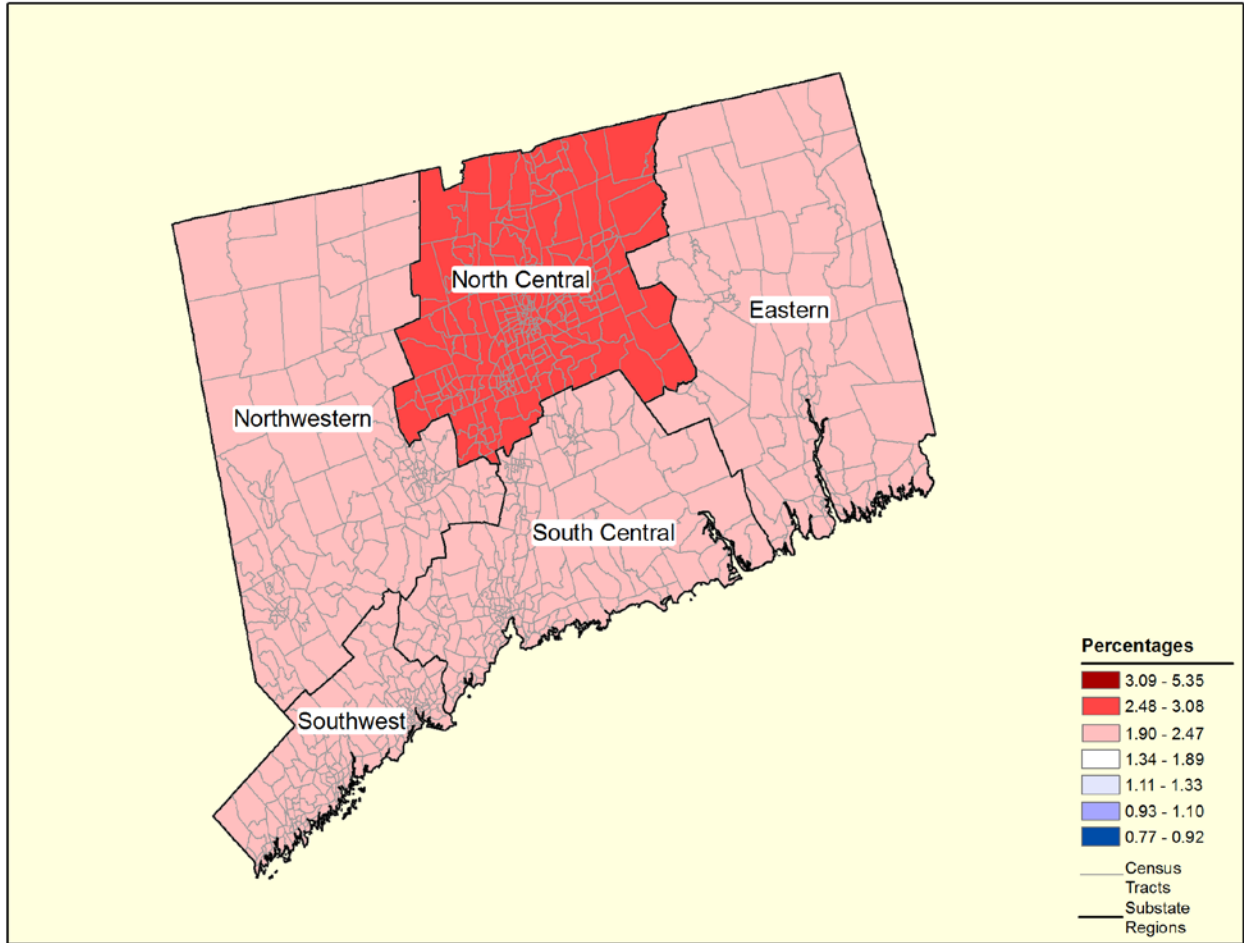 North Central
Eastern
Northwestern
South Central
Southwest
Percentages
3.09 - 5.35
2.48 - 3.08
1.90 - 2.47
1.34 - 1.89
1.11 - 1.33
0.93 - 1.10
0.77 - 0.92
Census
Tracts
Substate
Regions